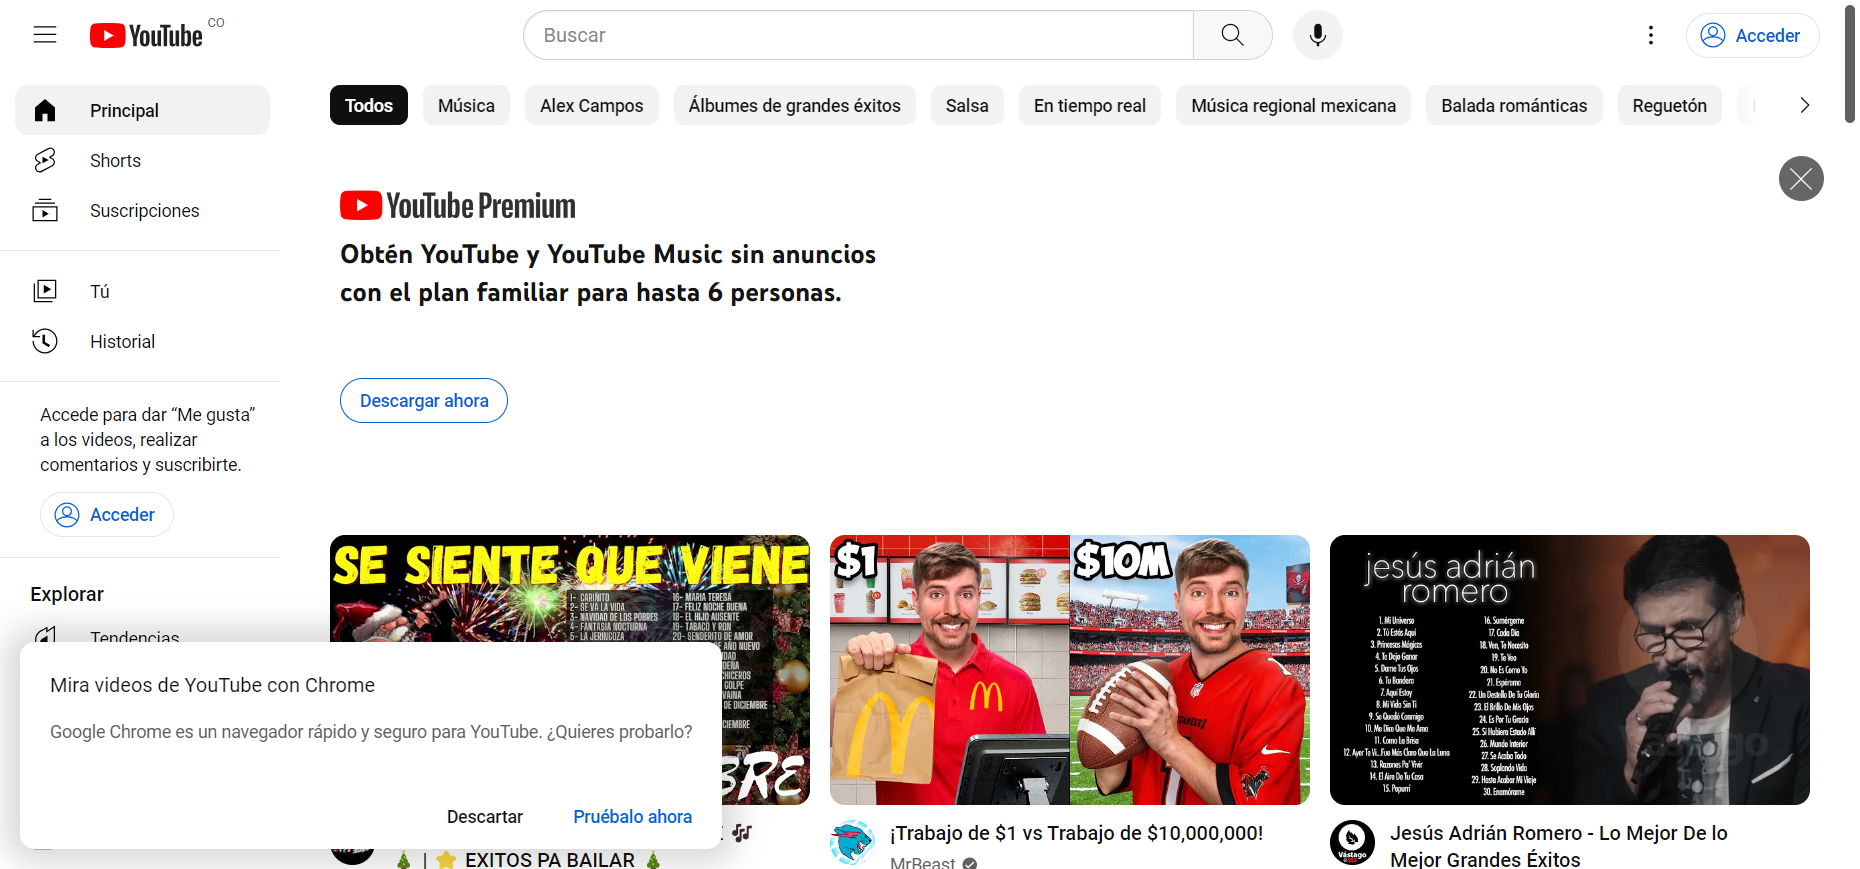 YouTube CO
Buscar
Acceder
Principal
Shorts
Suscripciones
Tú
Historial
Accede para dar “Me gusta”
a los videos, realizar
comentarios y suscribirte.
Acceder
Explorar
Tendencias
Todos
Música
Alex Campos
Álbumes de grandes éxitos
Salsa
En tiempo real
Música regional mexicana
Balada románticas
Reguetón
YouTube Premium
Obtén YouTube y YouTube Music sin anuncios
con el plan familiar para hasta 6 personas.
Descargar ahora
SE SIENTE QUE VIENE
1- CARIÑITO
2- SE VA LA VIDA
3- NAVIDAD DE LOS POBRES
4- FANTASIA NOCTURNA
5- LA JERINGOZA
16- MARIA TERESA
17- FELIZ NOCHE BUENA
18- EL HIJO AUSENTE
19- TABACO Y RON
20- SENDERITO DE AMOR
AÑO NUEVO
GOLPE
DE DICIEMBRE
BRE
EXITOS PA BAILAR
$1
$10M
¡Trabajo de $1 vs Trabajo de $10,000,000!
MrBeast
jesús adrián
romero
1. Mi Universo
2. Tú Estás Aquí
3. Princesas Mágicas
4. Te Dejo Ganar
5. Dame Tus Ojos
6. Tu Bandera
7. Aquí Estoy
8. Mi Vida Sin Ti
9. Se Quedó Conmigo
10. Me Dice Que Me Ama
11. Como La Brisa
12. Ayer Te Vi...Fue Más Claro Que La Luna
13. Razones Pa' Vivir
14. El Aire De Tu Casa
15. Popurrí
16. Sumérgeme
17. Cada Día
18. Ven, Te Necesito
19. Te Veo
20. No Es Como Yo
21. Espérame
22. Un Destello De Tu Gloria
23. El Brillo De Mis Ojos
24. Es Por Tu Gracia
25. Si Hubiera Estado Allí
26. Mundo Interior
27. Se Acaba Todo
28. Soplando Vida
29. Hasta Acabar Mi Viaje
30. Enamórame
Vástago
Jesús Adrián Romero - Lo Mejor De lo
Mejor Grandes Éxitos
Mira videos de YouTube con Chrome
Google Chrome es un navegador rápido y seguro para YouTube. ¿Quieres probarlo?
Descartar
Pruébalo ahora